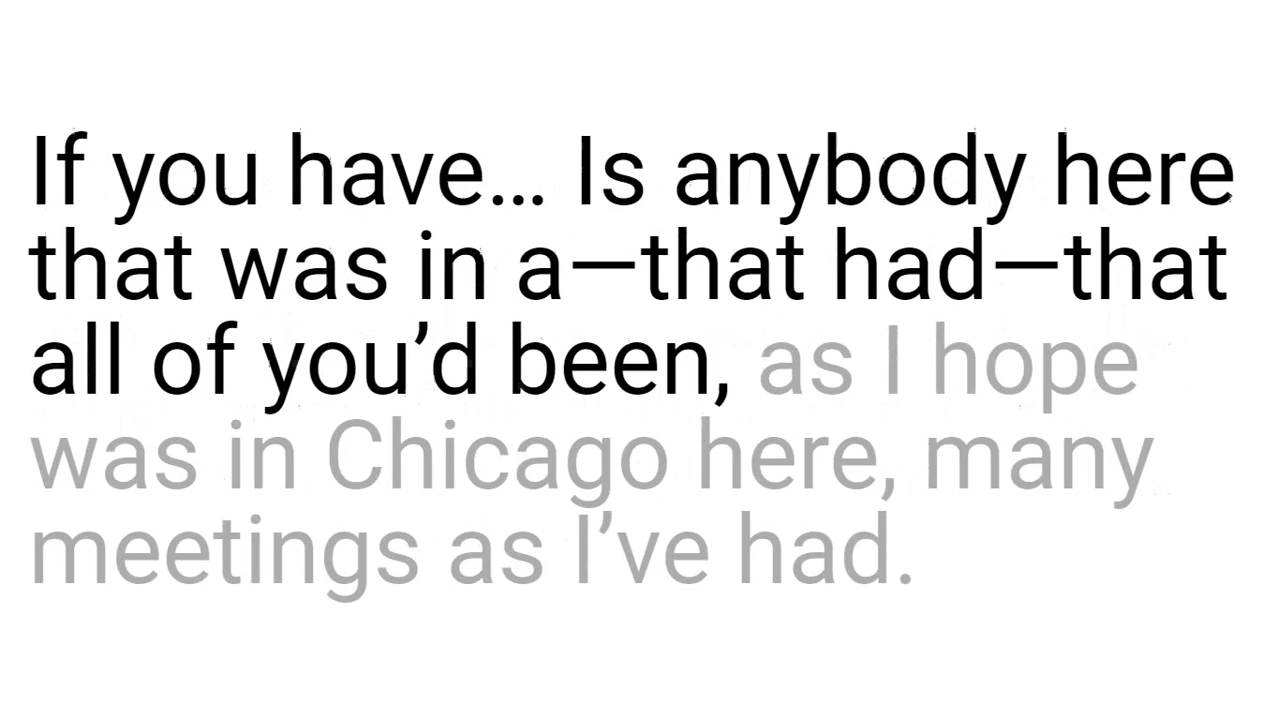 If you have… Is anybody here
that was in a—that had—that
all of you’d been, as I hope
was in Chicago here, many
meetings as I’ve had.